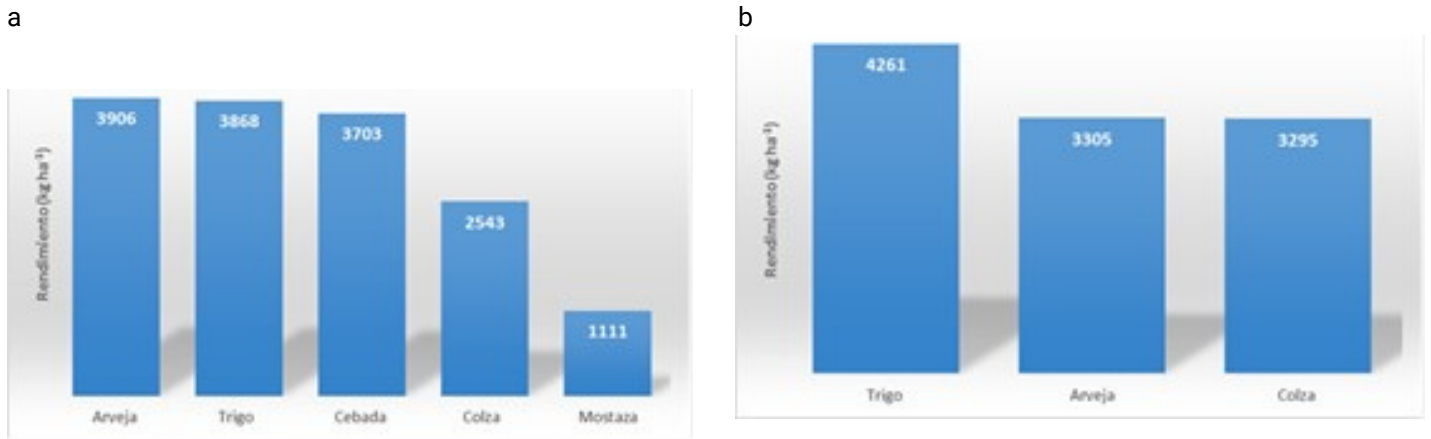 a
b
Rendimiento (kg ha⁻¹)
3906
3868
3703
2543
1111
Arveja
Trigo
Cebada
Colza
Mostaza
Rendimiento (kg ha⁻¹)
4261
3305
3295
Trigo
Arveja
Colza